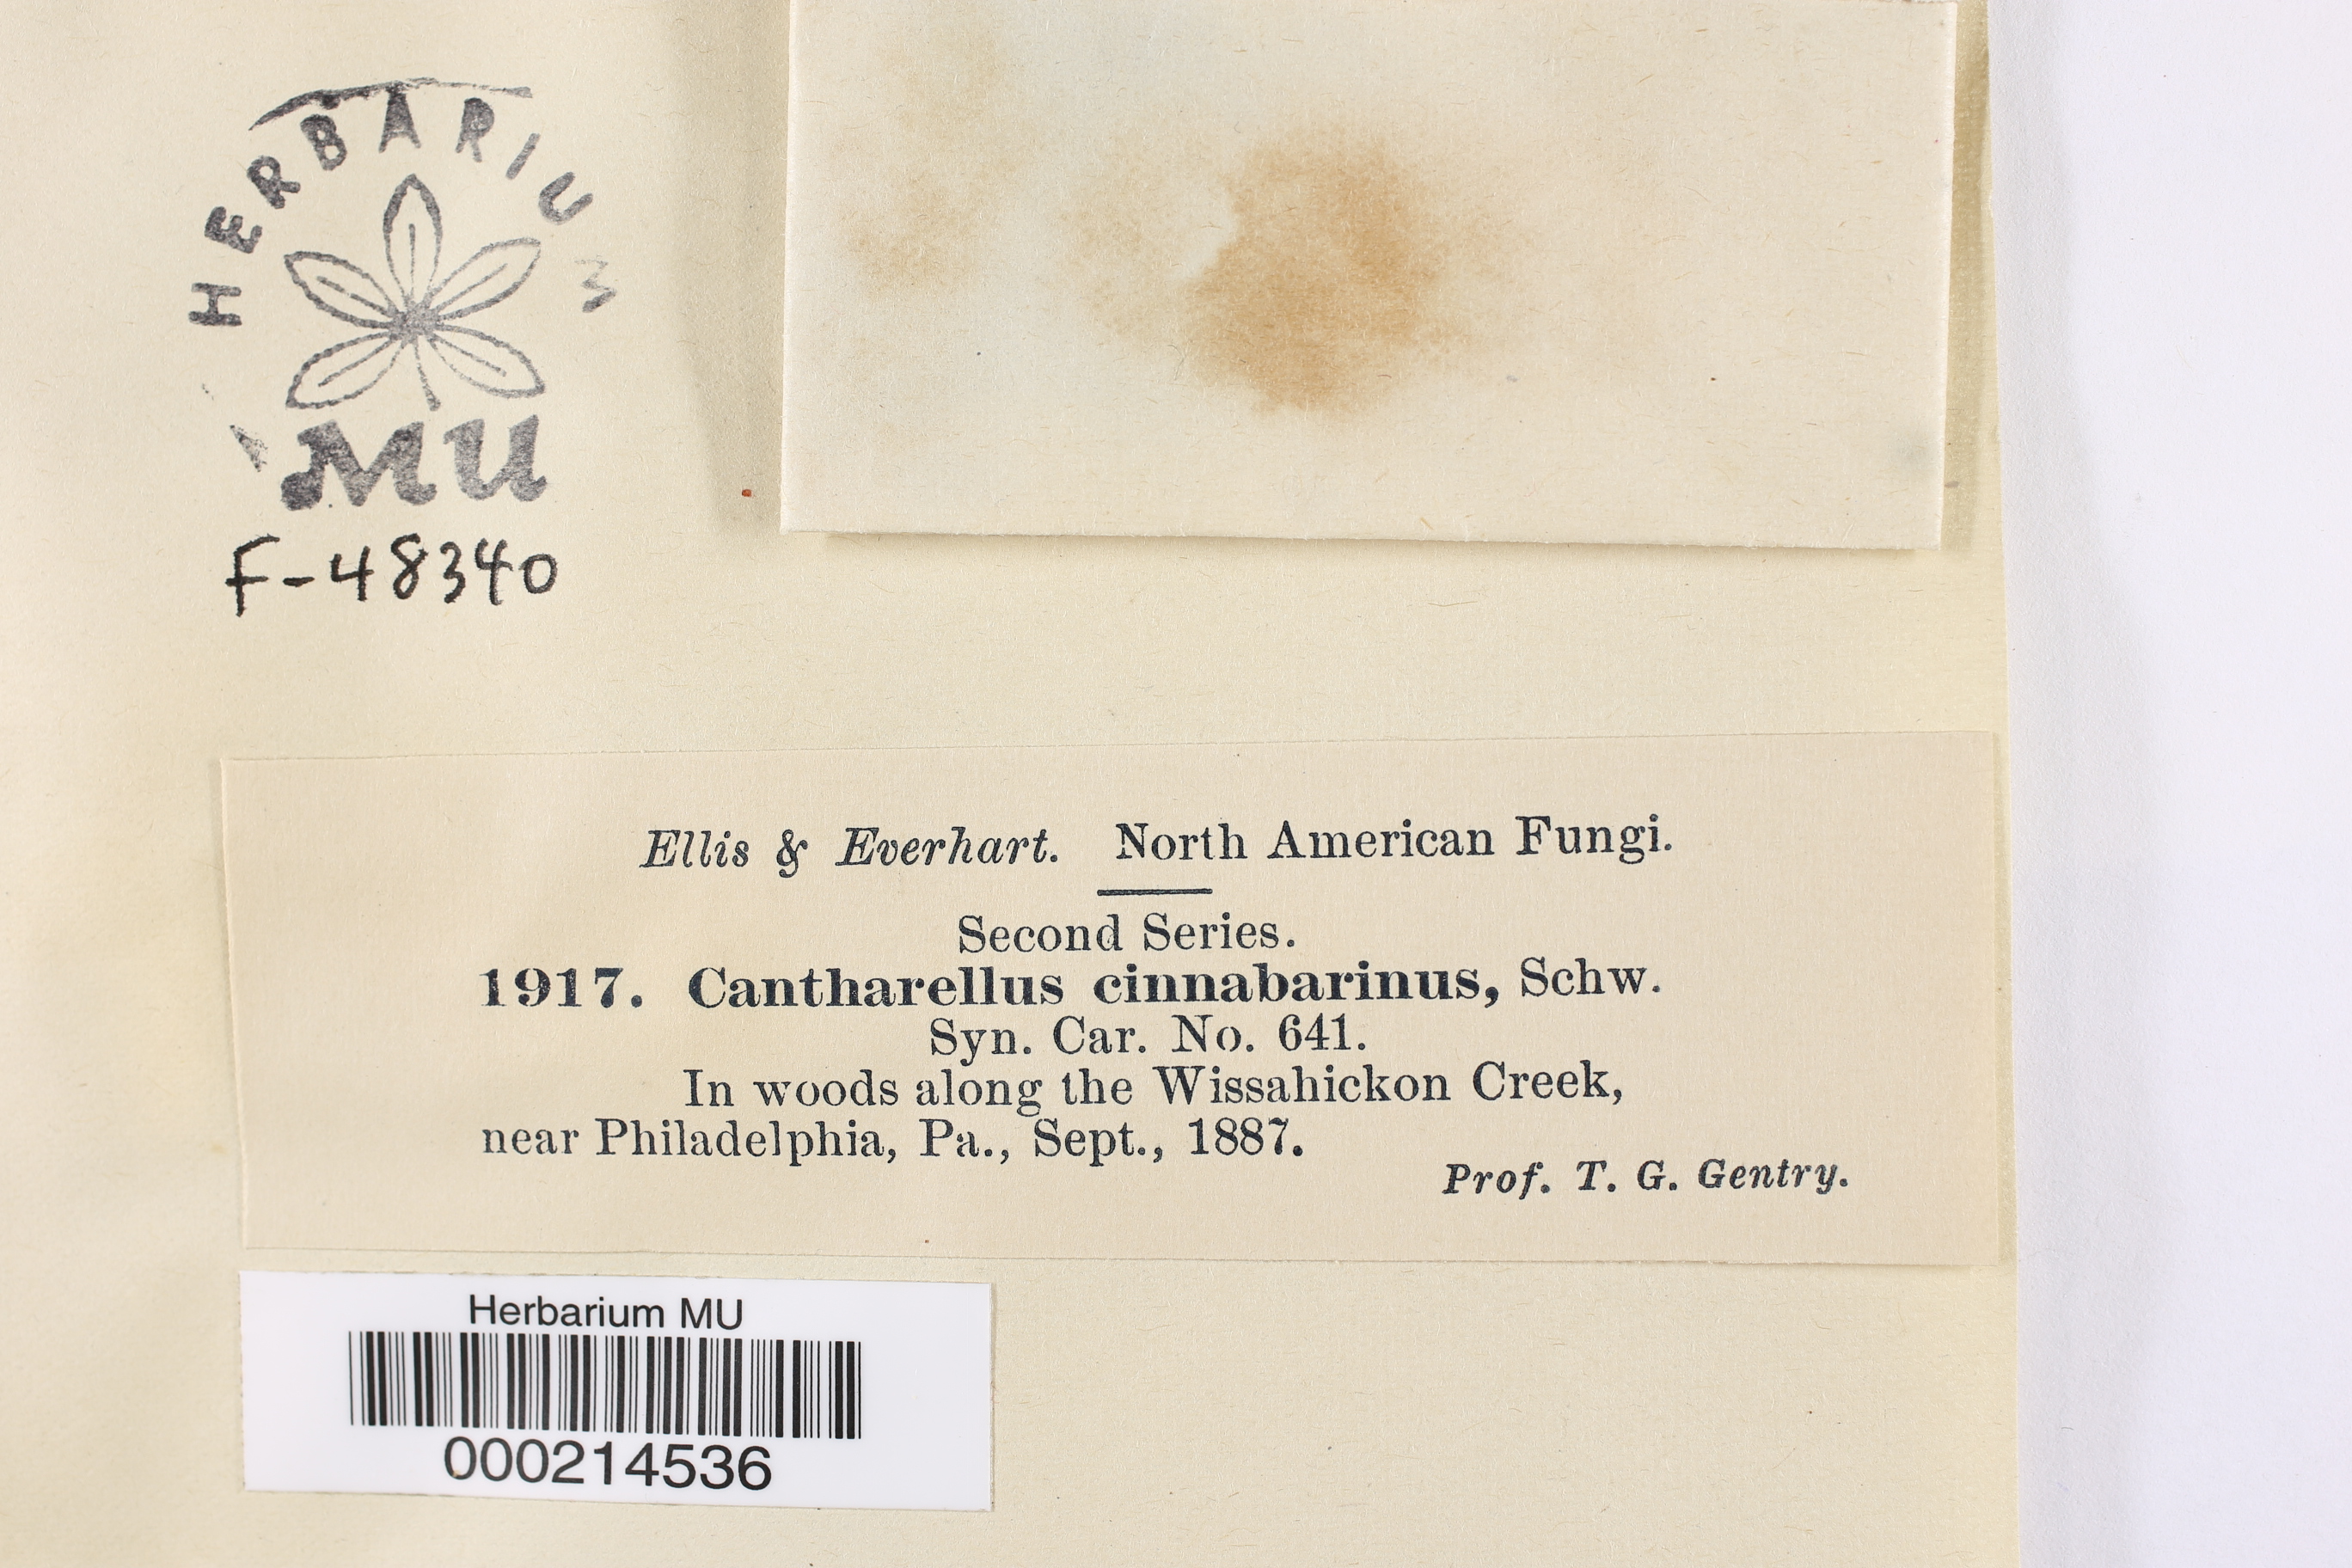 HERBARIUM
MU
F-48340
Ellis & Everhart. North American Fungi.
Second Series.
1917. Cantharellus cinnabarinus, Schw.
Syn. Car. No. 641.
In woods along the Wissahickon Creek,
near Philadelphia, Pa., Sept., 1887.
Prof. T. G. Gentry.
Herbarium MU
000214536